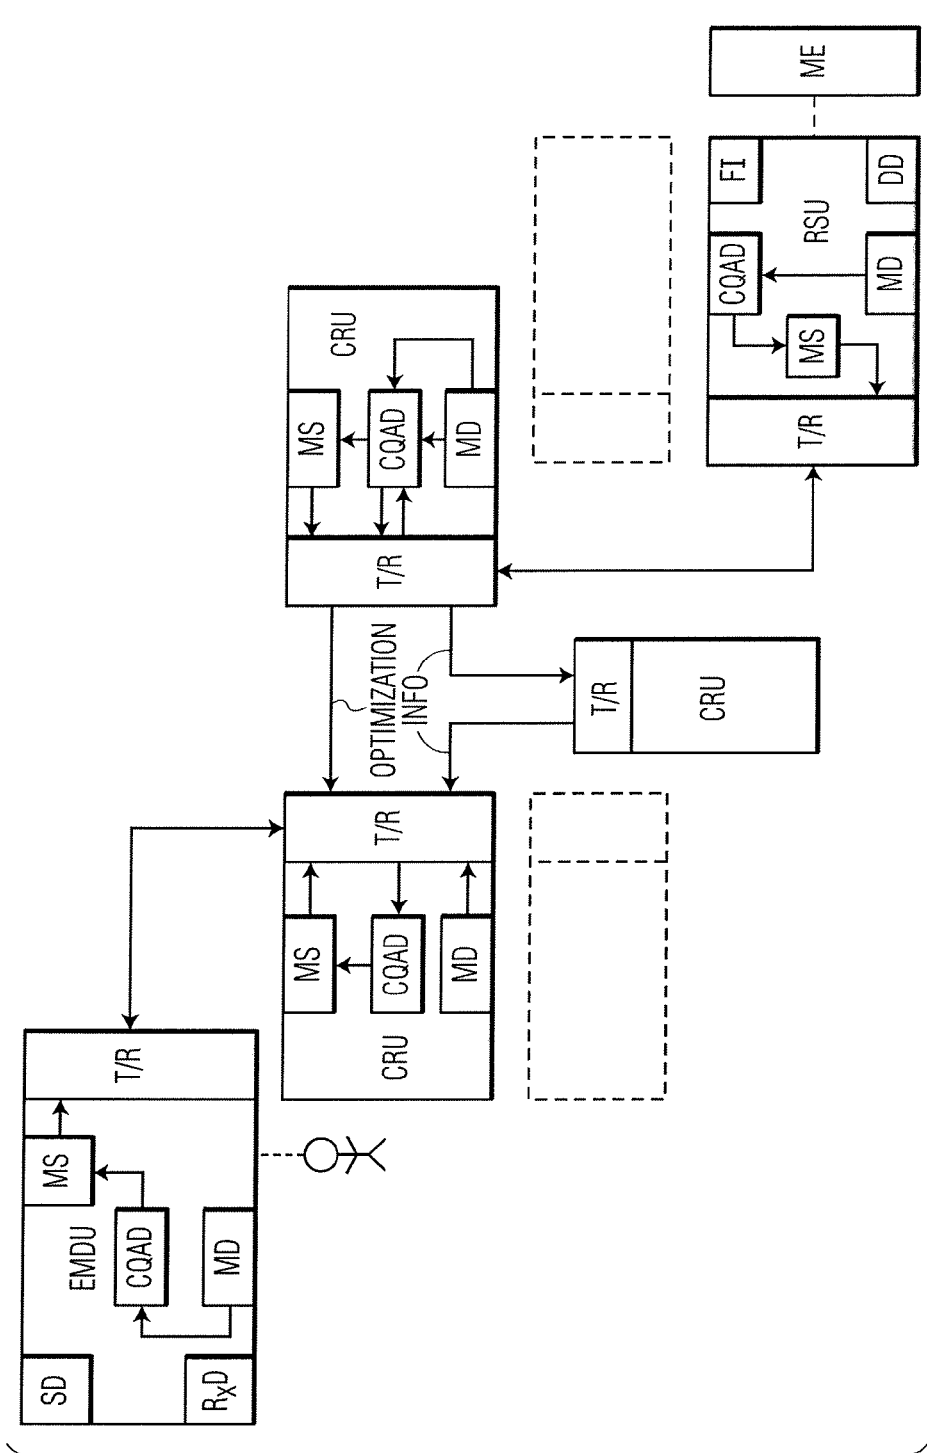 SD
RxD
EMDU
CQAD
MD
MS
T/R
CRU
MS
CQAD
MD
T/R
OPTIMIZATION
INFO
T/R
CRU
T/R
MS
CQAD
MD
CRU
T/R
MS
CQAD
MD
RSU
FI
DD
ME